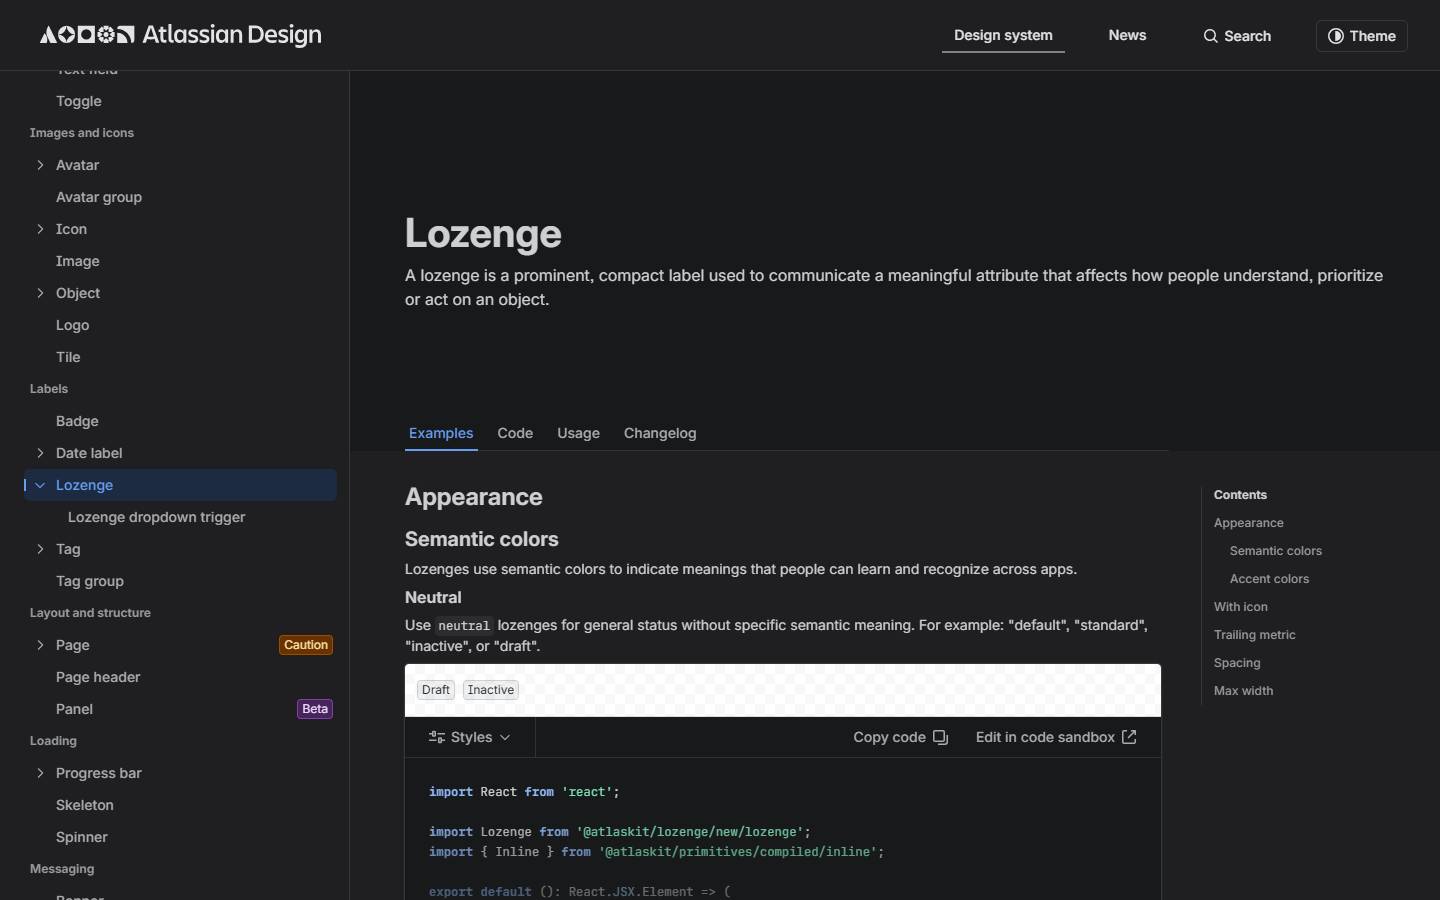 Atlassian Design
Design system
News
Search
Theme
Text field
Toggle
Images and icons
Avatar
Avatar group
Icon
Image
Object
Logo
Tile
Labels
Badge
Date label
Lozenge
Lozenge dropdown trigger
Tag
Tag group
Layout and structure
Page
Caution
Page header
Panel
Beta
Loading
Progress bar
Skeleton
Spinner
Messaging
Lozenge
A lozenge is a prominent, compact label used to communicate a meaningful attribute that affects how people understand, prioritize
or act on an object.
Examples
Code
Usage
Changelog
Appearance
Semantic colors
Lozenges use semantic colors to indicate meanings that people can learn and recognize across apps.
Neutral
Use neutral lozenges for general status without specific semantic meaning. For example: "default", "standard",
"inactive", or "draft".
Draft
Inactive
Styles
Copy code
Edit in code sandbox
import React from 'react';
import Lozenge from '@atlaskit/lozenge/new/lozenge';
import { Inline } from '@atlaskit/primitives/compiled/inline';
export default (): React.JSX.Element => (
Contents
Appearance
Semantic colors
Accent colors
With icon
Trailing metric
Spacing
Max width